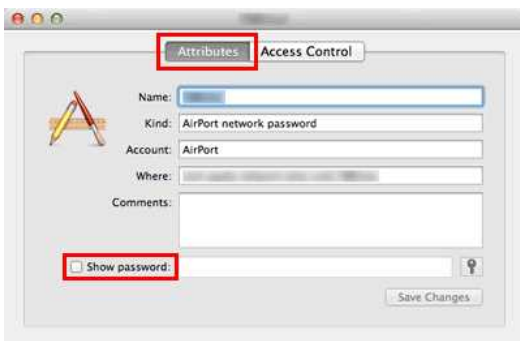 Attributes Access Control
Name:
Kind: AirPort network password
Account: AirPort
Where:
Comments:
Show password:
Save Changes